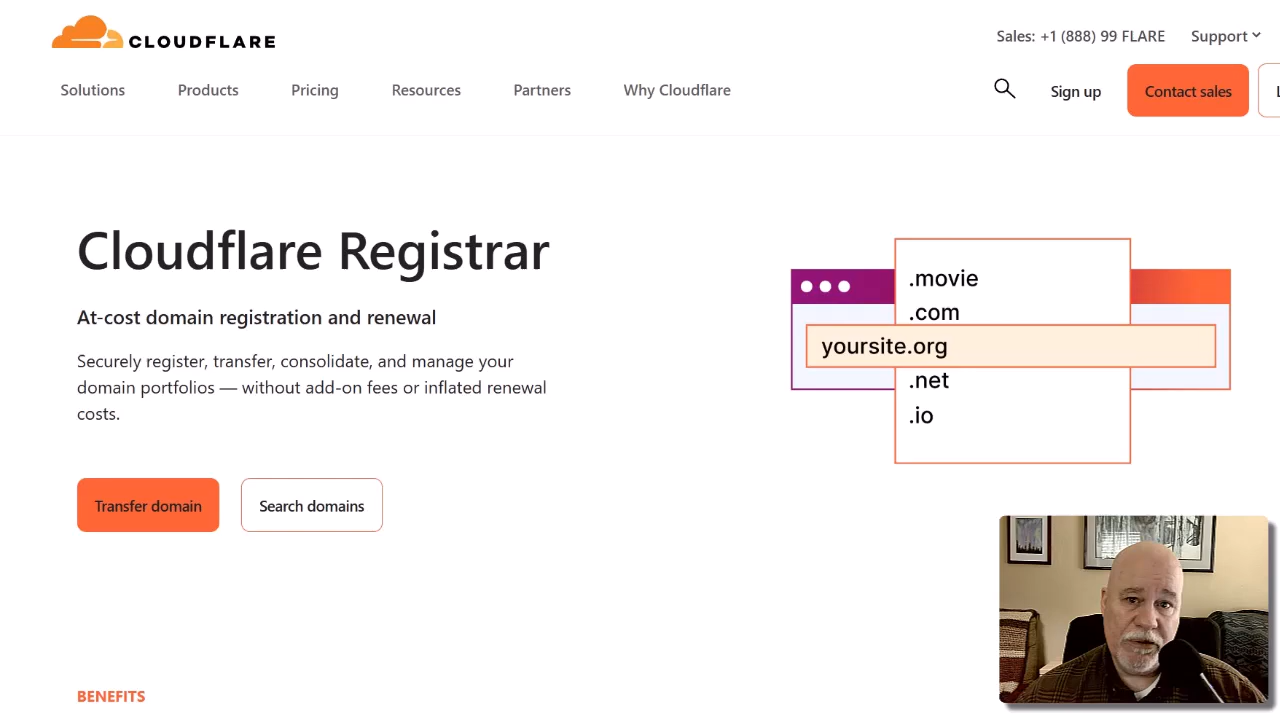 CLOUDFLARE
Sales: +1 (888) 99 FLARE
Support
Solutions
Products
Pricing
Resources
Partners
Why Cloudflare
Sign up
Contact sales
Cloudflare Registrar
At-cost domain registration and renewal
Securely register, transfer, consolidate, and manage your
domain portfolios — without add-on fees or inflated renewal
costs.
Transfer domain
Search domains
.movie
.com
yoursite.org
.net
.io
BENEFITS